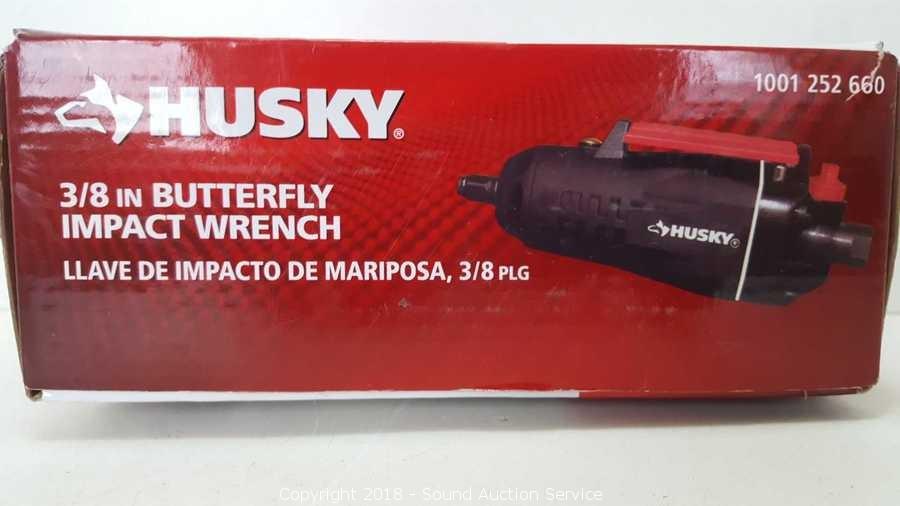 HUSKY®
1001 252 660
3/8 IN BUTTERFLY
IMPACT WRENCH
LLAVE DE IMPACTO DE MARIPOSA, 3/8 PLG
HUSKY®
Copyright 2018 - Sound Auction Service